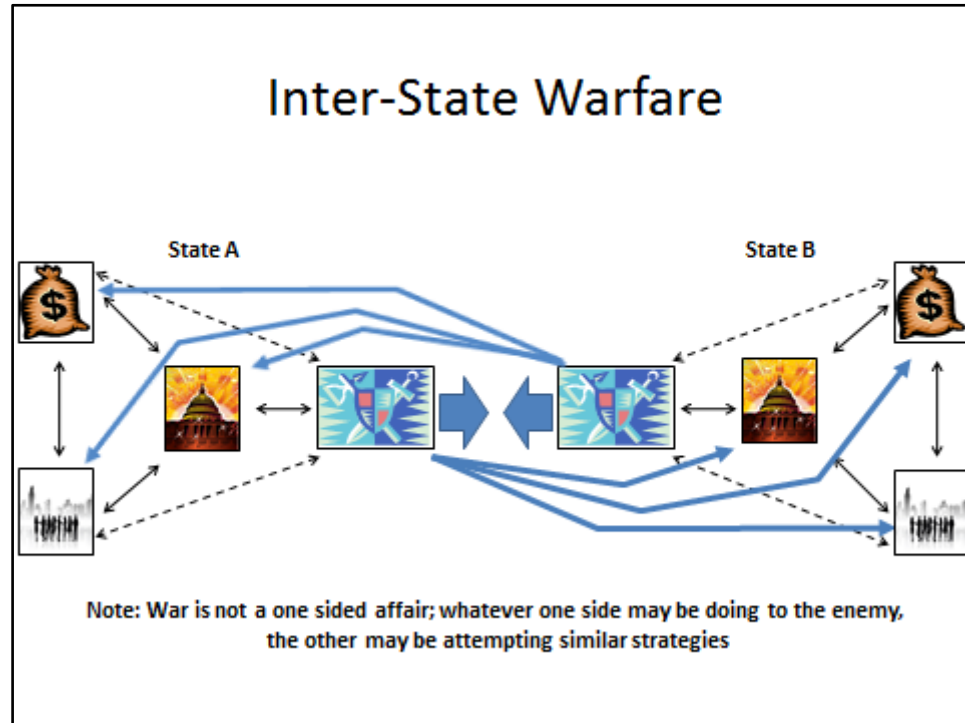 Inter-State Warfare
State A
State B
$
$
Note: War is not a one sided affair; whatever one side may be doing to the enemy,
the other may be attempting similar strategies